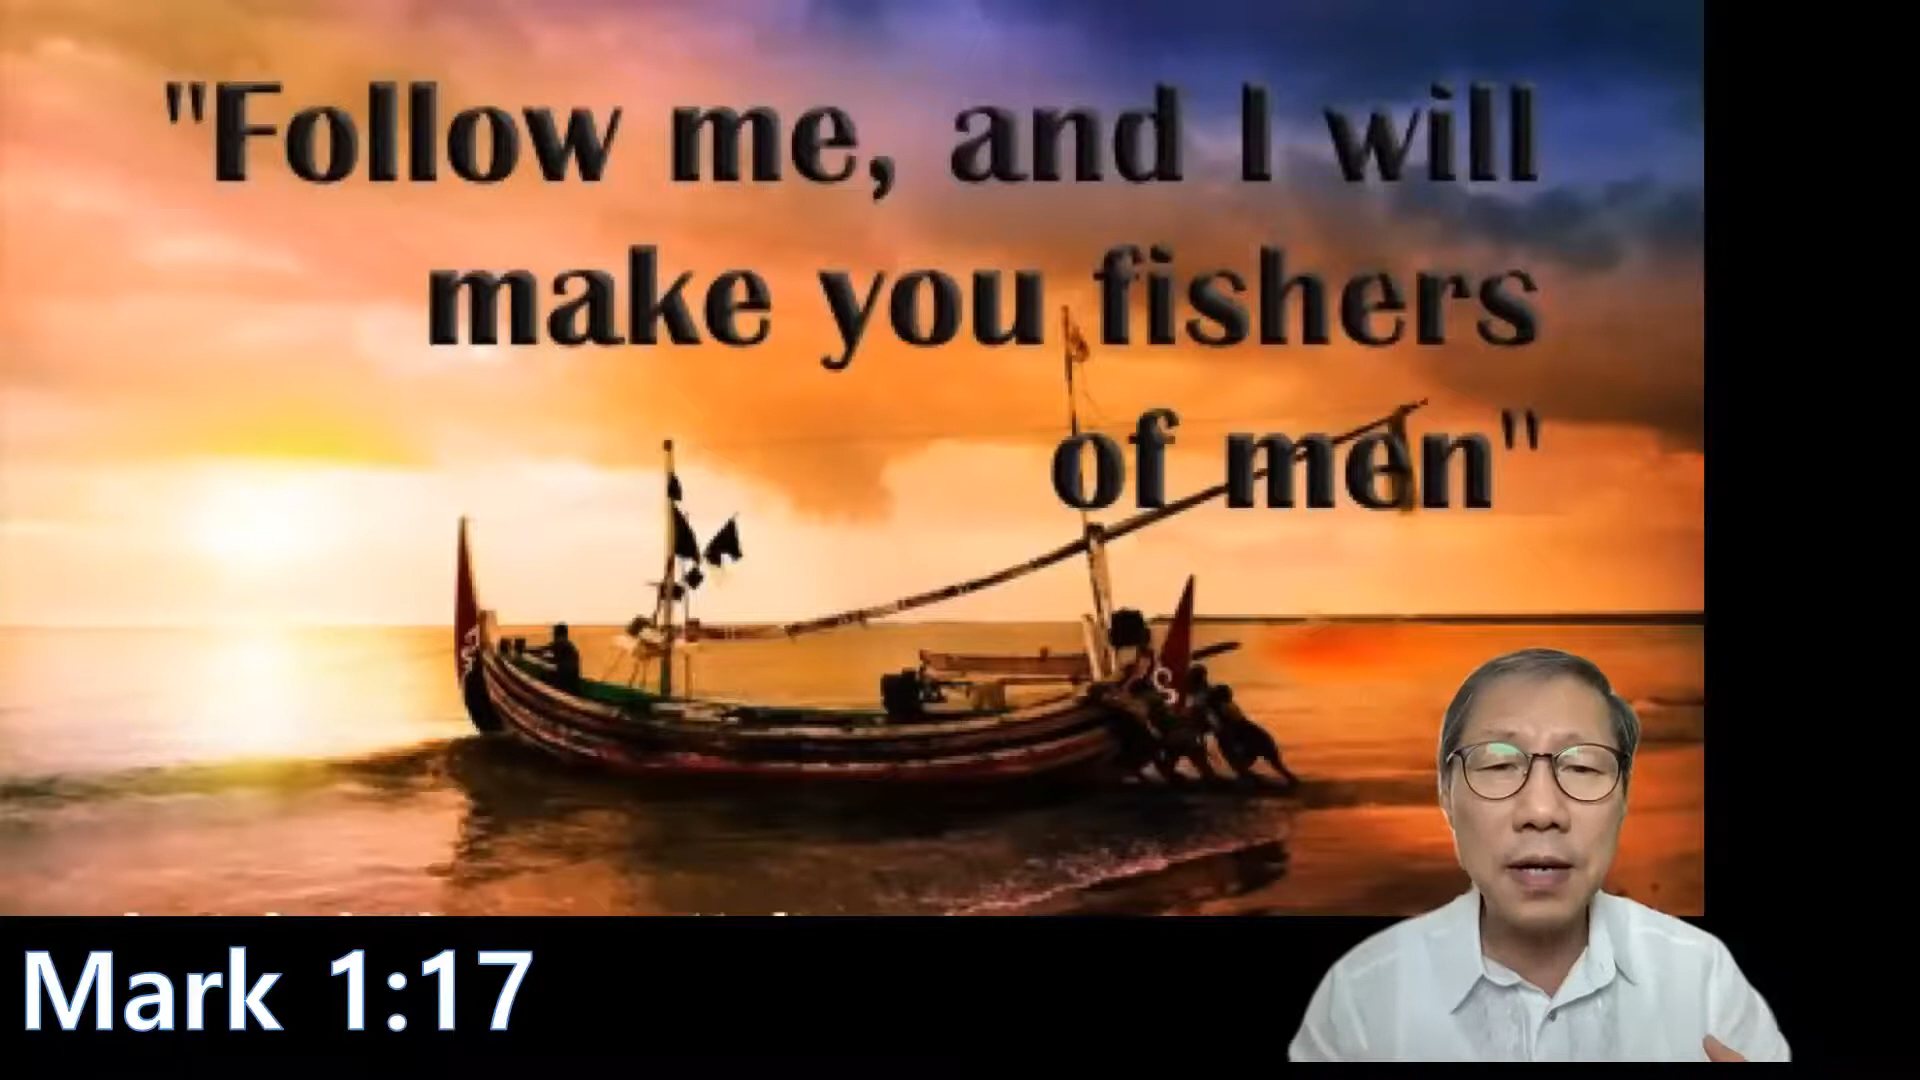 "Follow me, and I will
make you fishers
of men"
Mark 1:17